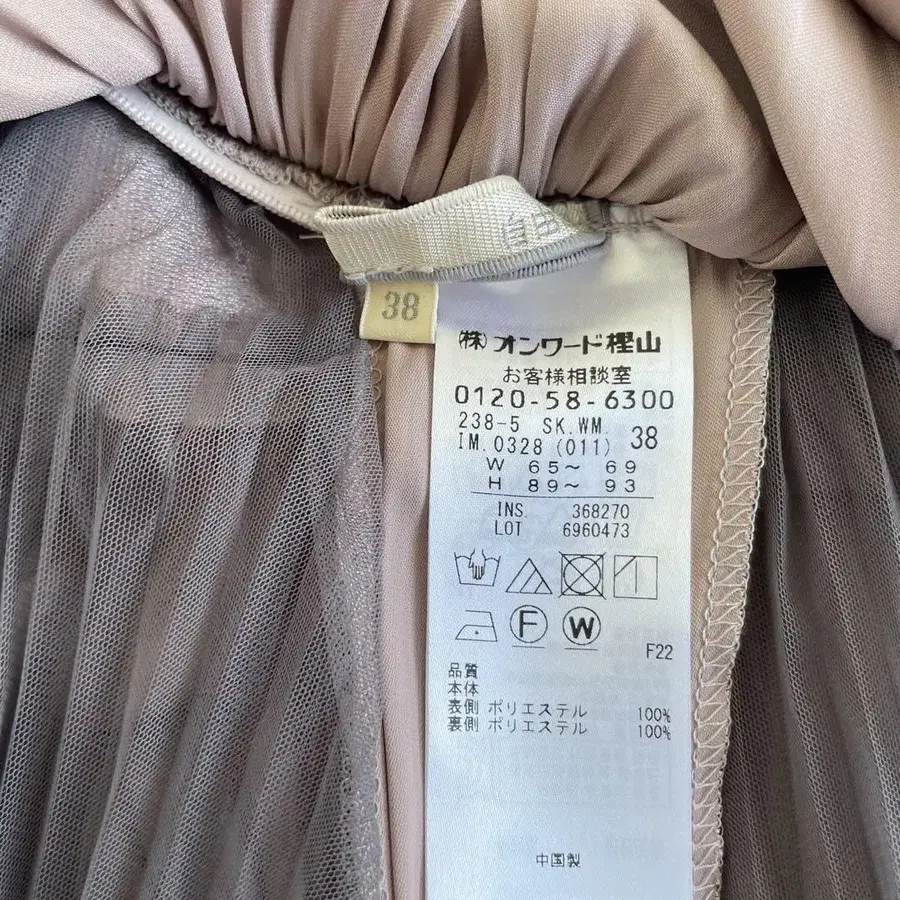 38
(株)オンワード樫山
お客様相談室
0120-58-6300
238-5 SK.WM.
IM.0328 (011) 38
W 65〜 69
H 89〜 93
INS. 368270
LOT 6960473
F
W
F22
品質
本体
表側 ポリエステル 100%
裏側 ポリエステル 100%
中国製